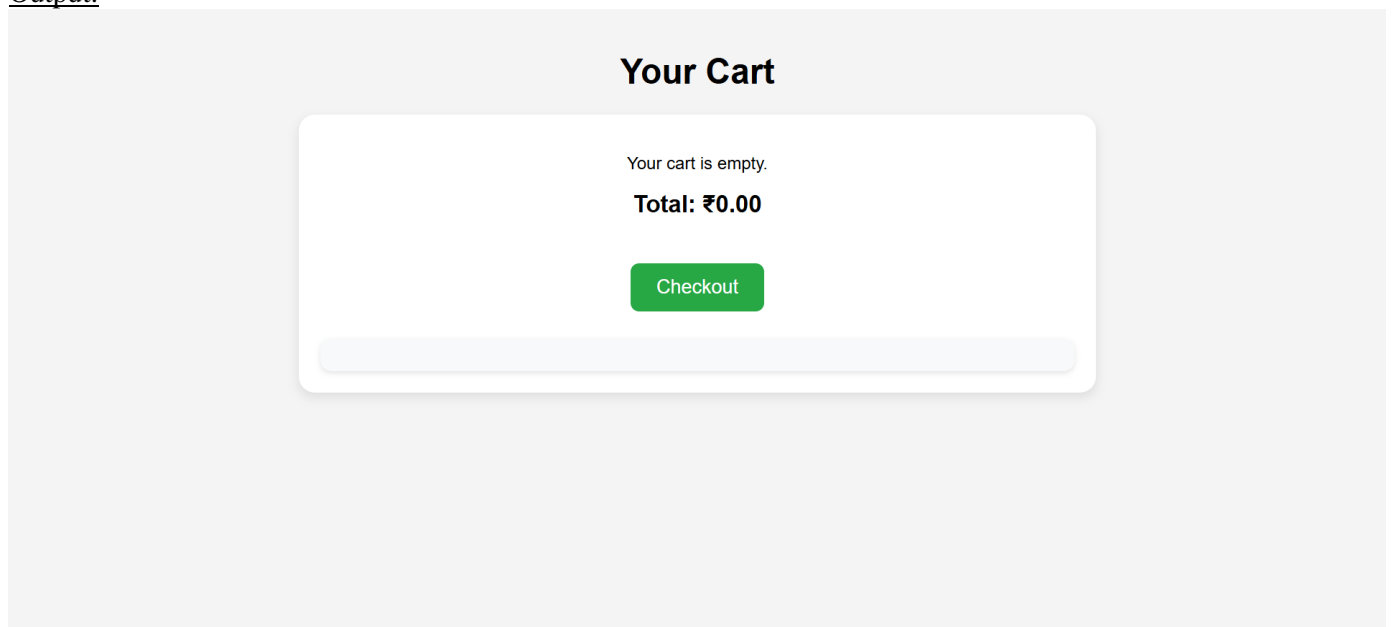 Output:
Your Cart
Your cart is empty.
Total: ₹0.00
Checkout